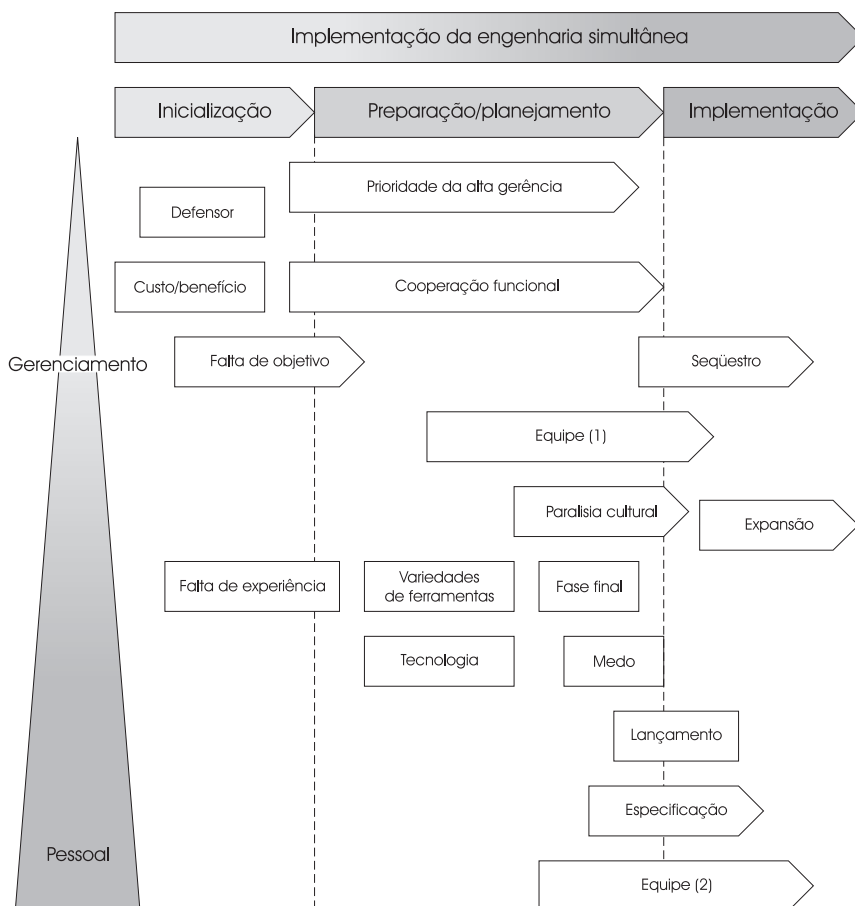 Implementação da engenharia simultânea
Inicialização
Preparação/planejamento
Implementação
Prioridade da alta gerência
Defensor
Custo/benefício
Cooperação funcional
Gerenciamento
Falta de objetivo
Seqüestro
Equipe (1)
Paralisia cultural
Expansão
Falta de experiência
Variedades
de ferramentas
Fase final
Tecnologia
Medo
Lançamento
Especificação
Pessoal
Equipe (2)